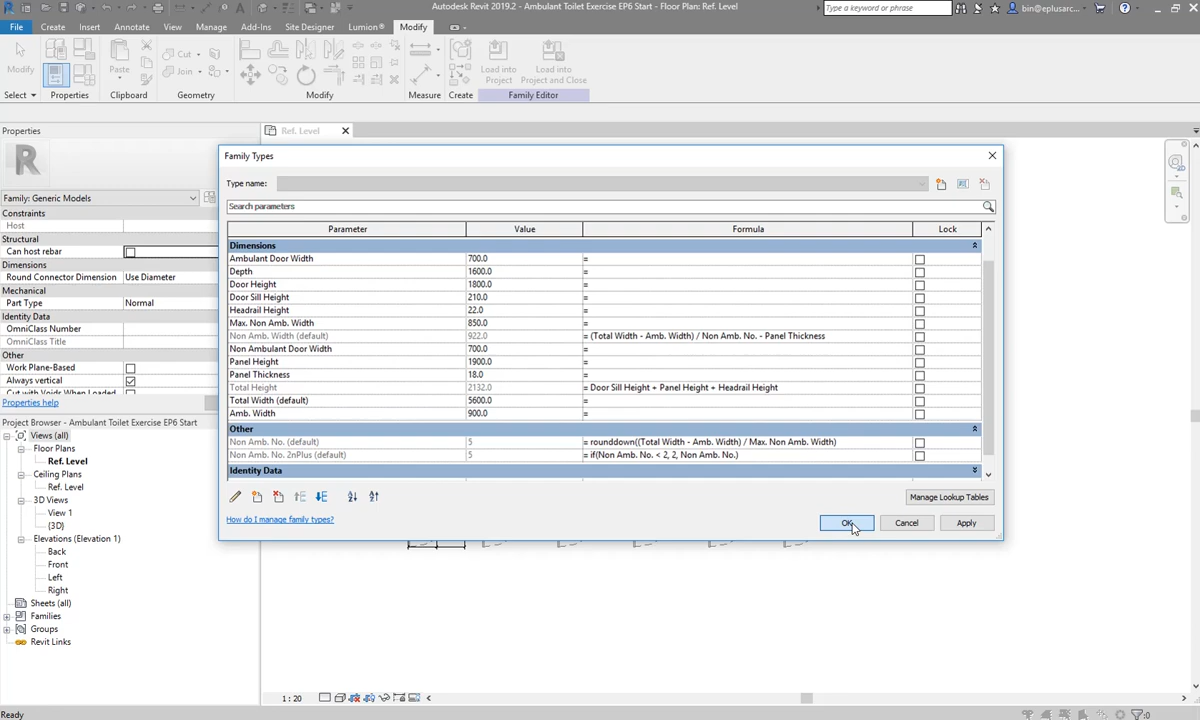 Autodesk Revit 2019.2 - Ambulant Toilet Exercise EP6 Start - Floor Plan: Ref. Level
Type a keyword or phrase
bin@eplusarc...
File Create Insert Annotate View Manage Add-Ins Site Designer Lumion® Modify
Modify
Paste
Cut
Join
Load into
Project
Load into
Project and Close
Select Properties Clipboard Geometry Modify Measure Create Family Editor
Properties
Ref. Level
Family: Generic Models
Constraints
Host
Structural
Can host rebar
Dimensions
Round Connector Dimension Use Diameter
Mechanical
Part Type Normal
Identity Data
OmniClass Number
OmniClass Title
Other
Work Plane-Based
Always vertical
Cut with Voids When Loaded
Properties help
Project Browser - Ambulant Toilet Exercise EP6 Start
Views (all)
Floor Plans
Ref. Level
Ceiling Plans
Ref. Level
3D Views
View 1
{3D}
Elevations (Elevation 1)
Back
Front
Left
Right
Sheets (all)
Families
Groups
Revit Links
Family Types
Type name:
Search parameters
Parameter Value Formula Lock
Dimensions
Ambulant Door Width 700.0 =
Depth 1600.0 =
Door Height 1800.0 =
Door Sill Height 210.0 =
Headrail Height 22.0 =
Max. Non Amb. Width 850.0 =
Non Amb. Width (default) 922.0 = (Total Width - Amb. Width) / Non Amb. No. - Panel Thickness
Non Ambulant Door Width 700.0 =
Panel Height 1900.0 =
Panel Thickness 18.0 =
Total Height 2132.0 = Door Sill Height + Panel Height + Headrail Height
Total Width (default) 5600.0 =
Amb. Width 900.0 =
Other
Non Amb. No. (default) 5 = rounddown((Total Width - Amb. Width) / Max. Non Amb. Width)
Non Amb. No. 2nPlus (default) 5 = if(Non Amb. No. < 2, 2, Non Amb. No.)
Identity Data
Manage Lookup Tables
How do I manage family types?
OK Cancel Apply
1 : 20
Ready
:0